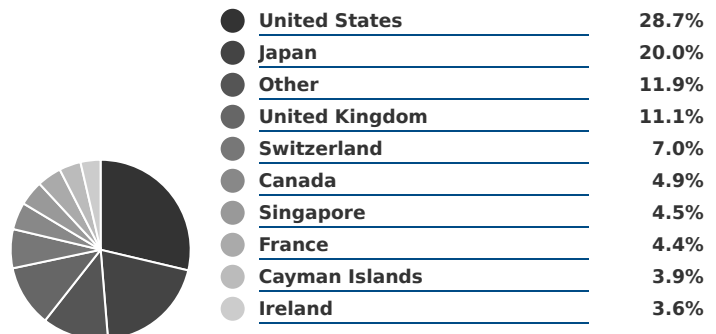 United States 28.7%
Japan 20.0%
Other 11.9%
United Kingdom 11.1%
Switzerland 7.0%
Canada 4.9%
Singapore 4.5%
France 4.4%
Cayman Islands 3.9%
Ireland 3.6%